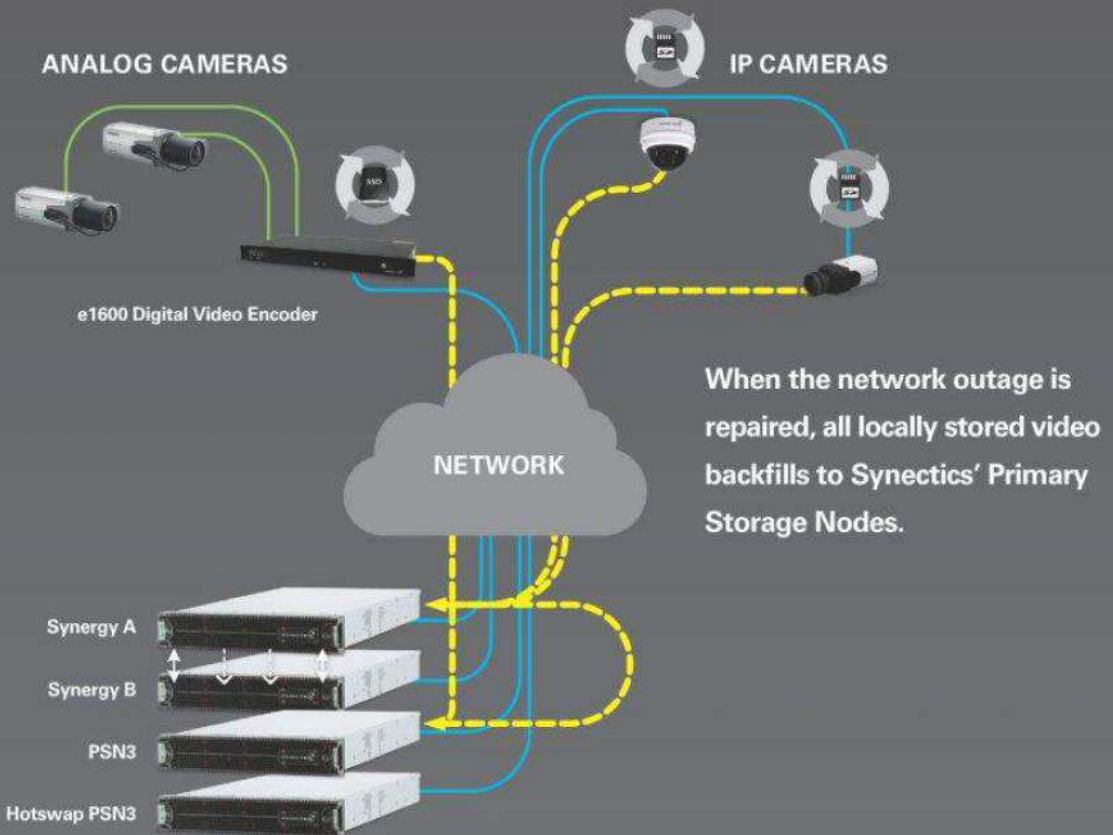 ANALOG CAMERAS
IP CAMERAS
SSD
e1600 Digital Video Encoder
NETWORK
When the network outage is
repaired, all locally stored video
backfills to Synectics’ Primary
Storage Nodes.
Synergy A
Synergy B
PSN3
Hotswap PSN3